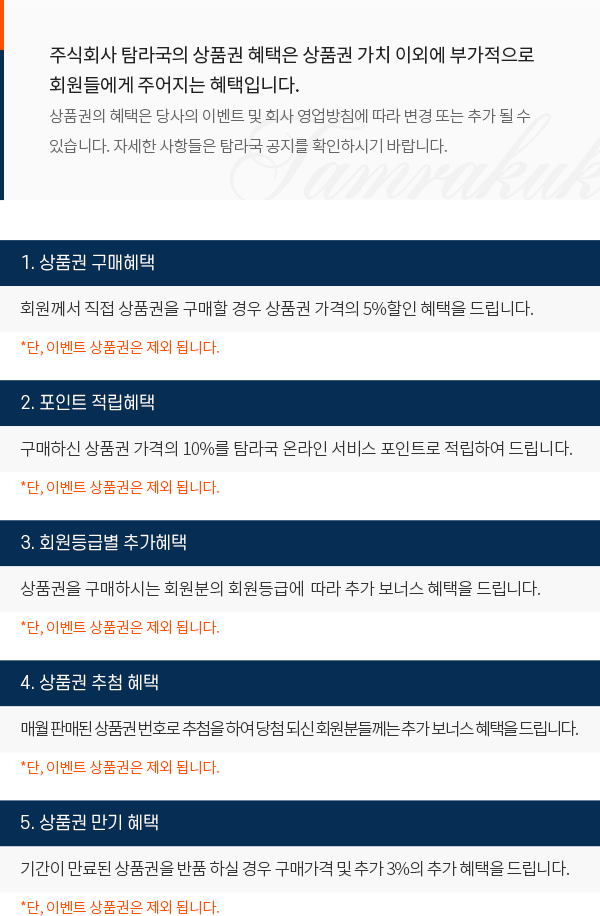 주식회사 탐라국의 상품권 혜택은 상품권 가치 이외에 부가적으로
회원들에게 주어지는 혜택입니다.
상품권의 혜택은 당사의 이벤트 및 회사 영업방침에 따라 변경 또는 추가 될 수
있습니다. 자세한 사항들은 탐라국 공지를 확인하시기 바랍니다.
Tamrakuk
1. 상품권 구매혜택
회원께서 직접 상품권을 구매할 경우 상품권 가격의 5%할인 혜택을 드립니다.
*단, 이벤트 상품권은 제외 됩니다.
2. 포인트 적립혜택
구매하신 상품권 가격의 10%를 탐라국 온라인 서비스 포인트로 적립하여 드립니다.
*단, 이벤트 상품권은 제외 됩니다.
3. 회원등급별 추가혜택
상품권을 구매하시는 회원분의 회원등급에 따라 추가 보너스 혜택을 드립니다.
*단, 이벤트 상품권은 제외 됩니다.
4. 상품권 추첨 혜택
매월 판매된 상품권 번호로 추첨을 하여 당첨 되신 회원분들께는 추가 보너스 혜택을 드립니다.
*단, 이벤트 상품권은 제외 됩니다.
5. 상품권 만기 혜택
기간이 만료된 상품권을 반품 하실 경우 구매가격 및 추가 3%의 추가 혜택을 드립니다.
*단, 이벤트 상품권은 제외 됩니다.